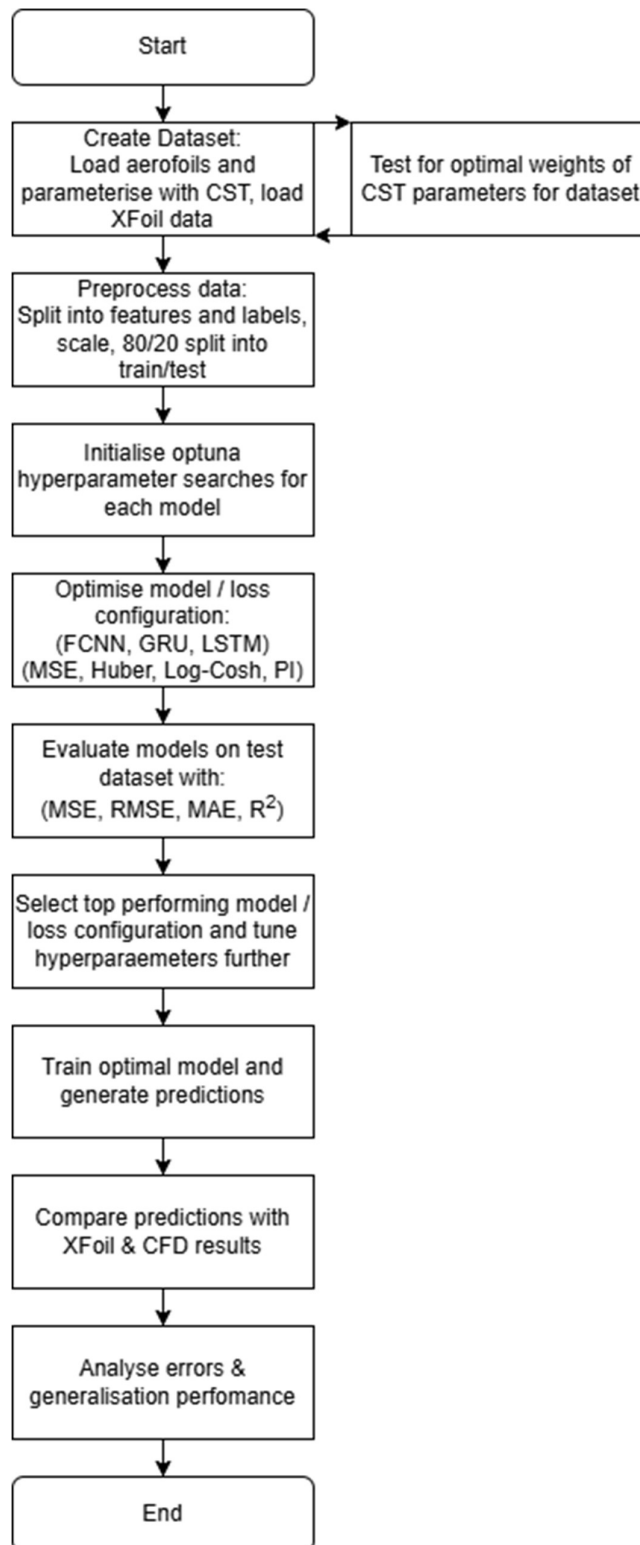 Start
Create Dataset:
Load aerofoils and
parameterise with CST, load
XFoil data
Test for optimal weights of
CST parameters for dataset
Preprocess data:
Split into features and labels,
scale, 80/20 split into
train/test
Initialise optuna
hyperparameter searches for
each model
Optimise model / loss
configuration:
(FCNN, GRU, LSTM)
(MSE, Huber, Log-Cosh, PI)
Evaluate models on test
dataset with:
(MSE, RMSE, MAE, R²)
Select top performing model /
loss configuration and tune
hyperparaemeters further
Train optimal model and
generate predictions
Compare predictions with
XFoil & CFD results
Analyse errors &
generalisation perfomance
End